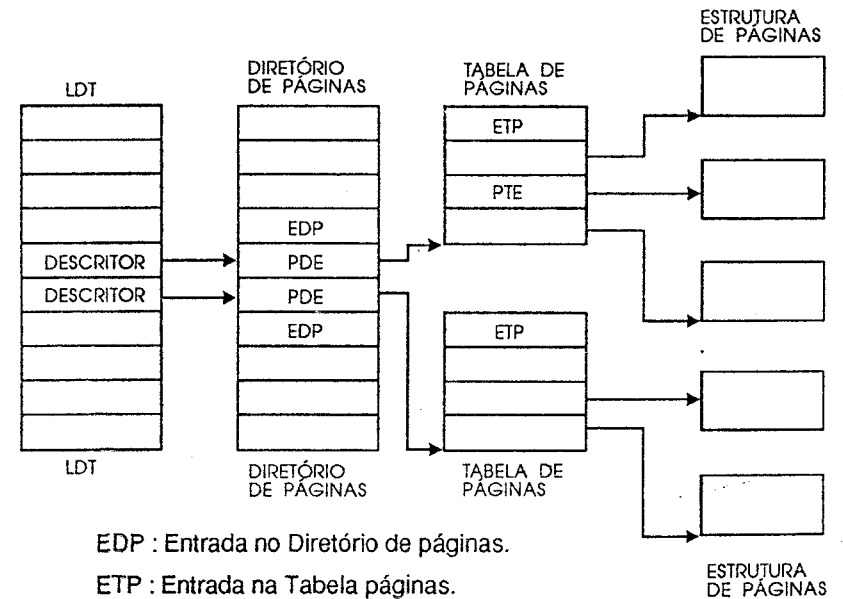 ESTRUTURA
DE PÁGINAS
DIRETÓRIO
DE PÁGINAS
TABELA DE
PÁGINAS
LDT
ETP
PTE
EDP
DESCRITOR
PDE
DESCRITOR
PDE
EDP
ETP
LDT
DIRETÓRIO
DE PÁGINAS
TABELA DE
PÁGINAS
EDP : Entrada no Diretório de páginas.
ETP : Entrada na Tabela páginas.
ESTRUTURA
DE PÁGINAS